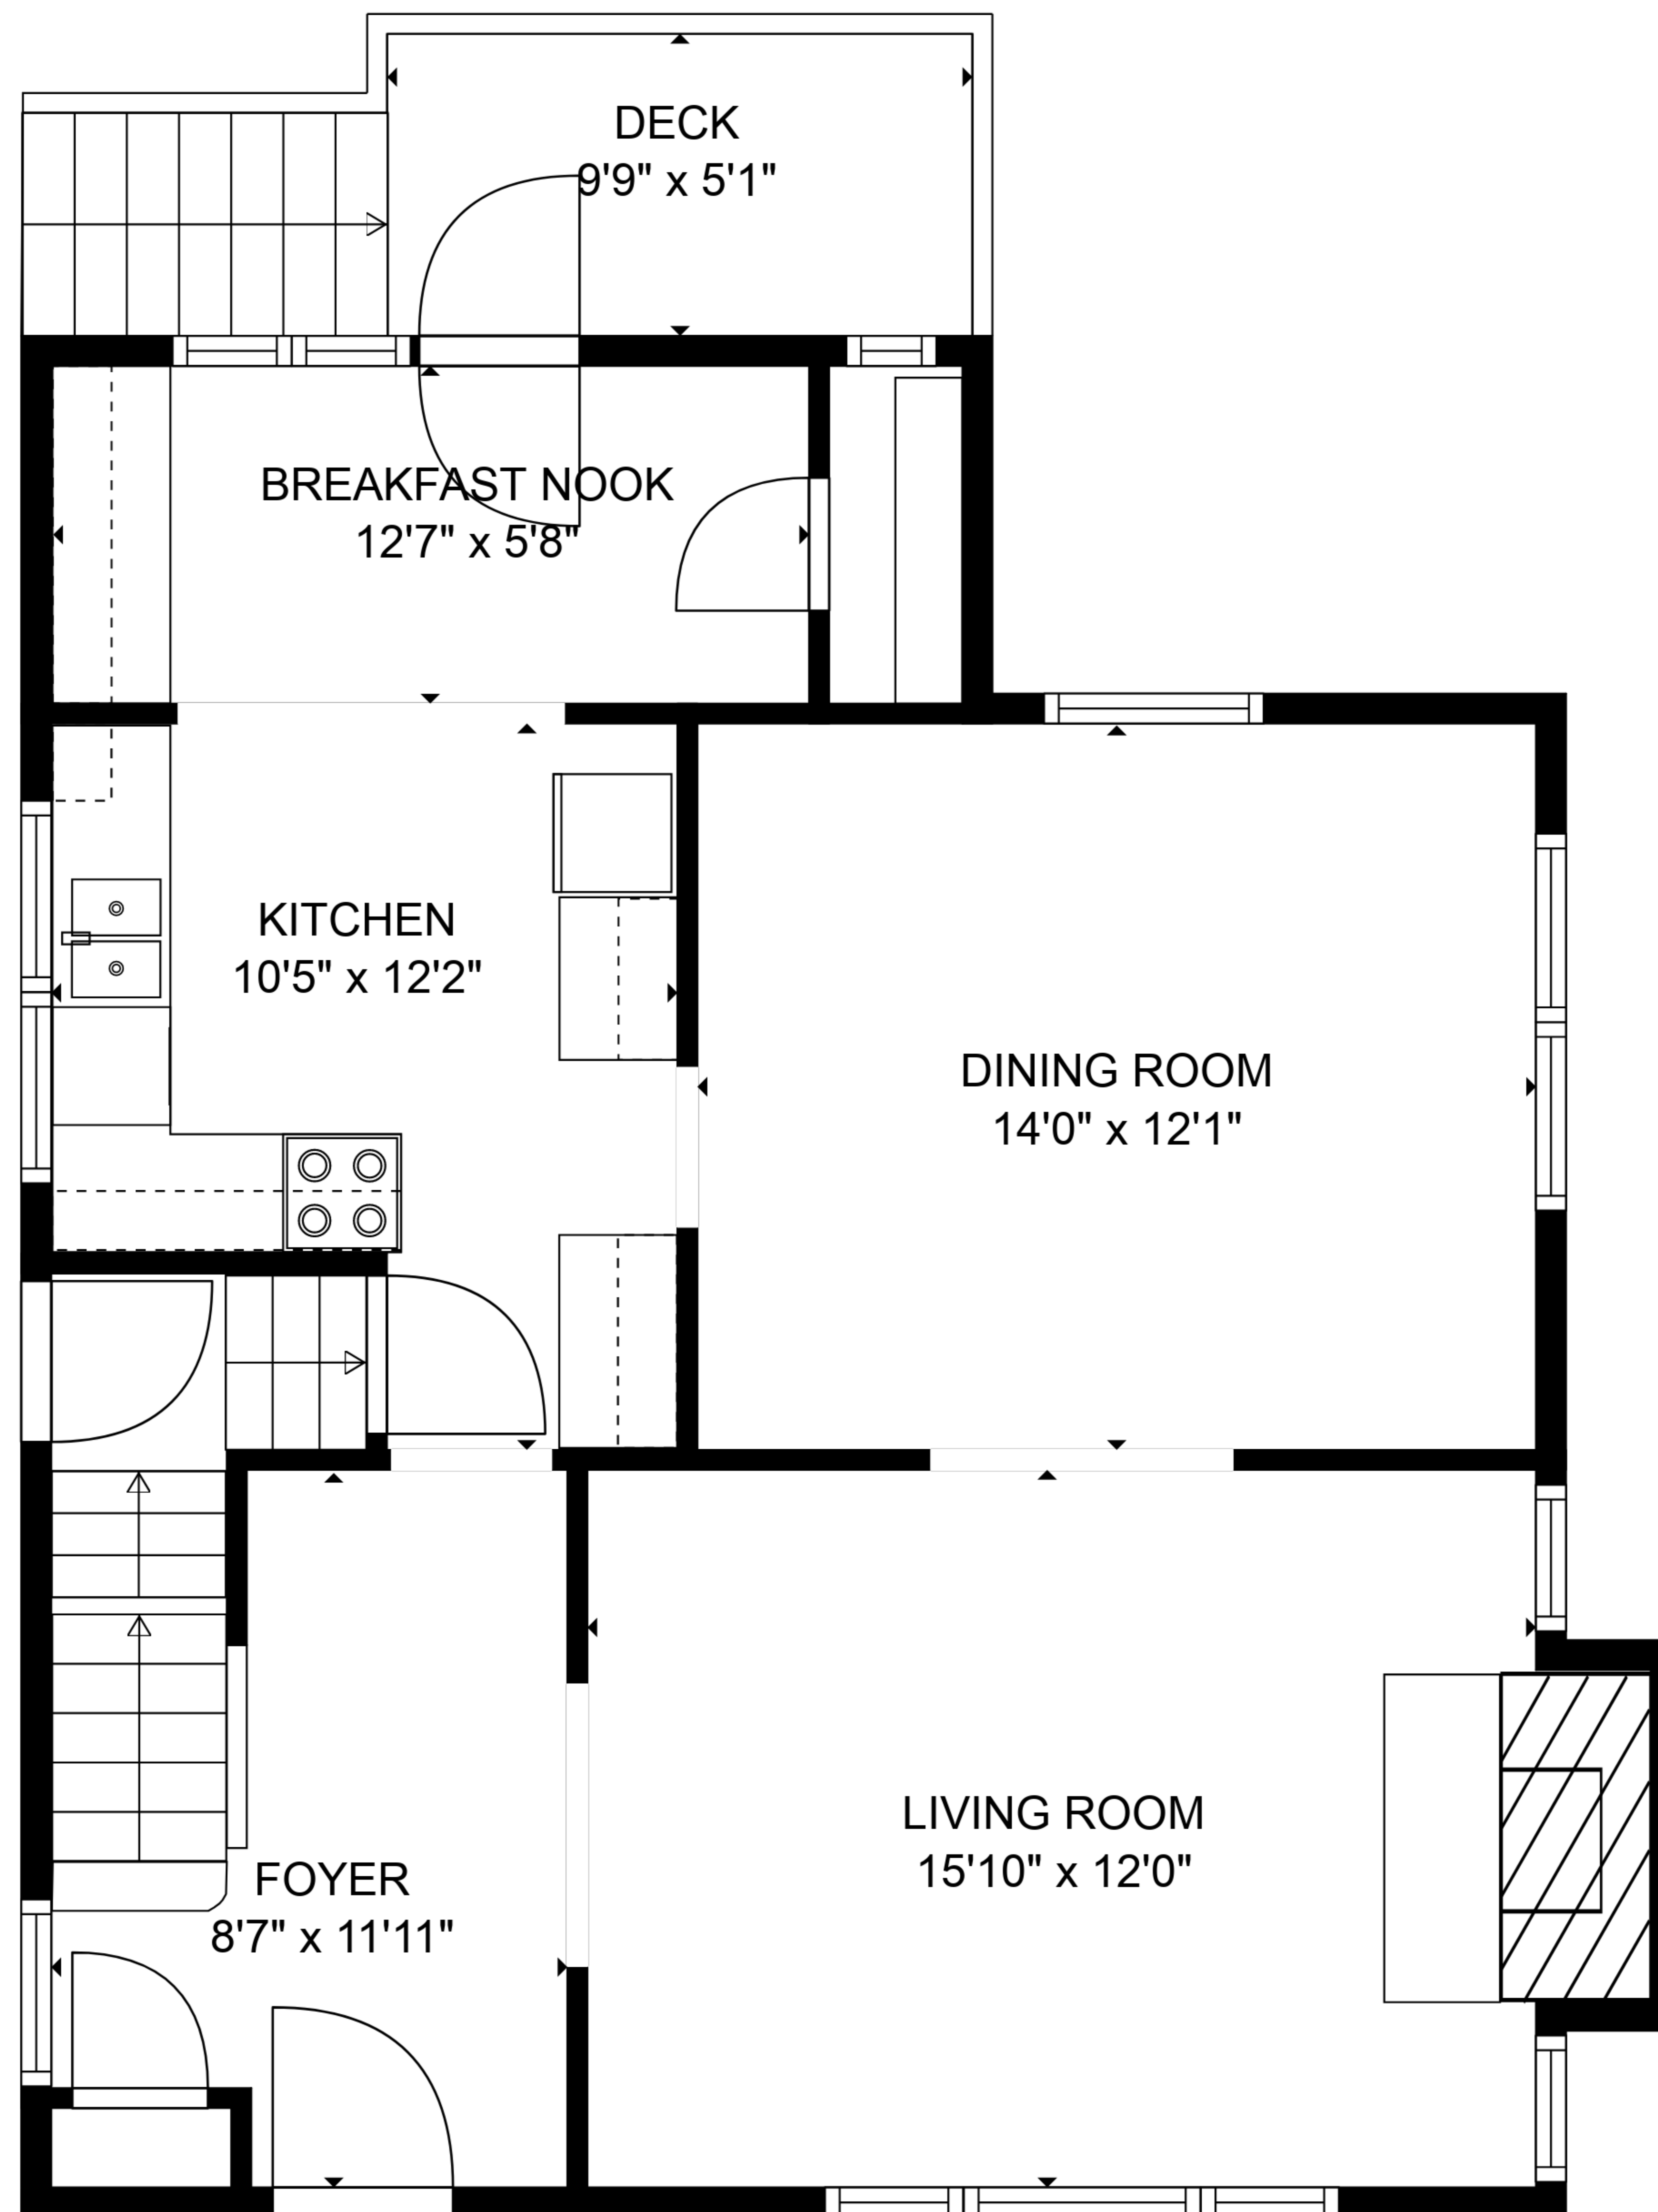 DECK
9'9" x 5'1"
BREAKFAST NOOK
12'7" x 5'8"
KITCHEN
10'5" x 12'2"
DINING ROOM
14'0" x 12'1"
LIVING ROOM
15'10" x 12'0"
FOYER
8'7" x 11'11"